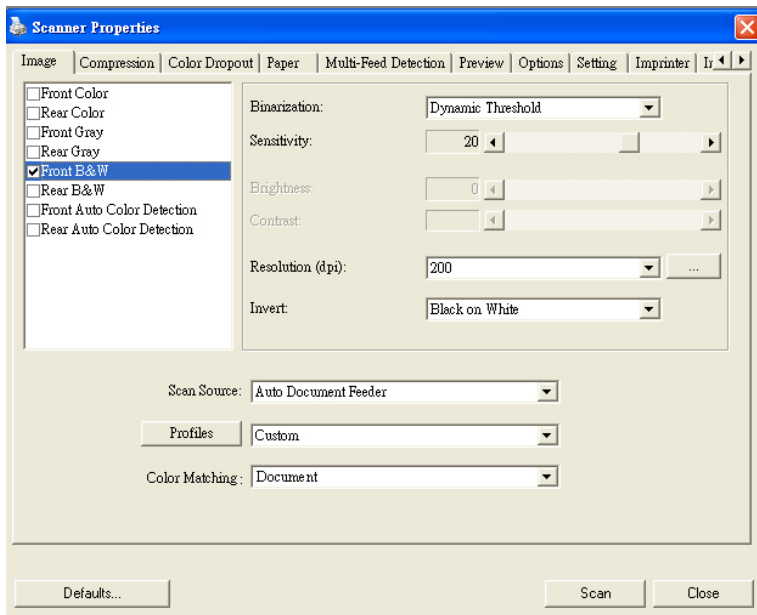 Scanner Properties
Image Compression Color Dropout Paper Multi-Feed Detection Preview Options Setting Imprinter
Front Color
Rear Color
Front Gray
Rear Gray
Front B&W
Rear B&W
Front Auto Color Detection
Rear Auto Color Detection
Binarization: Dynamic Threshold
Sensitivity: 20
Brightness: 0
Contrast:
Resolution (dpi): 200 ...
Invert: Black on White
Scan Source: Auto Document Feeder
Profiles Custom
Color Matching: Document
Defaults... Scan Close